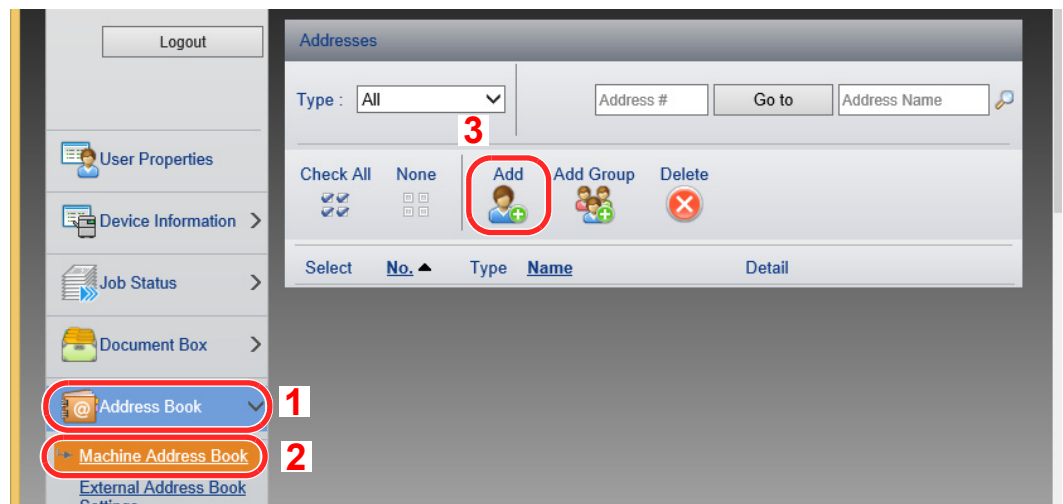 Logout
Addresses
Type : All
Address #
Go to
Address Name
3
User Properties
Check All None Add Add Group Delete
Device Information
Select No. Type Name Detail
Job Status
Document Box
Address Book
1
Machine Address Book
2
External Address Book
Settings